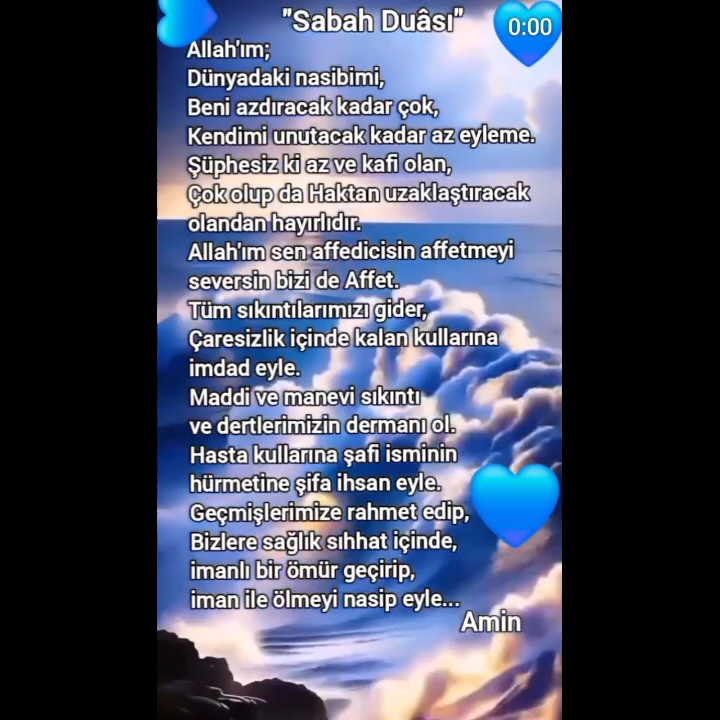 "Sabah Duâsı"
0:00
Allah'ım;
Dünyadaki nasibimi,
Beni azdıracak kadar çok,
Kendimi unutacak kadar az eyleme.
Şüphesiz ki az ve kafi olan,
Çok olup da Haktan uzaklaştıracak
olandan hayırlıdır.
Allah'ım sen affedicisin affetmeyi
seversin bizi de Affet.
Tüm sıkıntılarımızı gider,
Çaresizlik içinde kalan kullarına
imdad eyle.
Maddi ve manevi sıkıntı
ve dertlerimizin dermanı ol.
Hasta kullarına şafi isminin
hürmetine şifa ihsan eyle.
Geçmişlerimize rahmet edip,
Bizlere sağlık sıhhat içinde,
imanlı bir ömür geçirip,
iman ile ölmeyi nasip eyle...
Amin